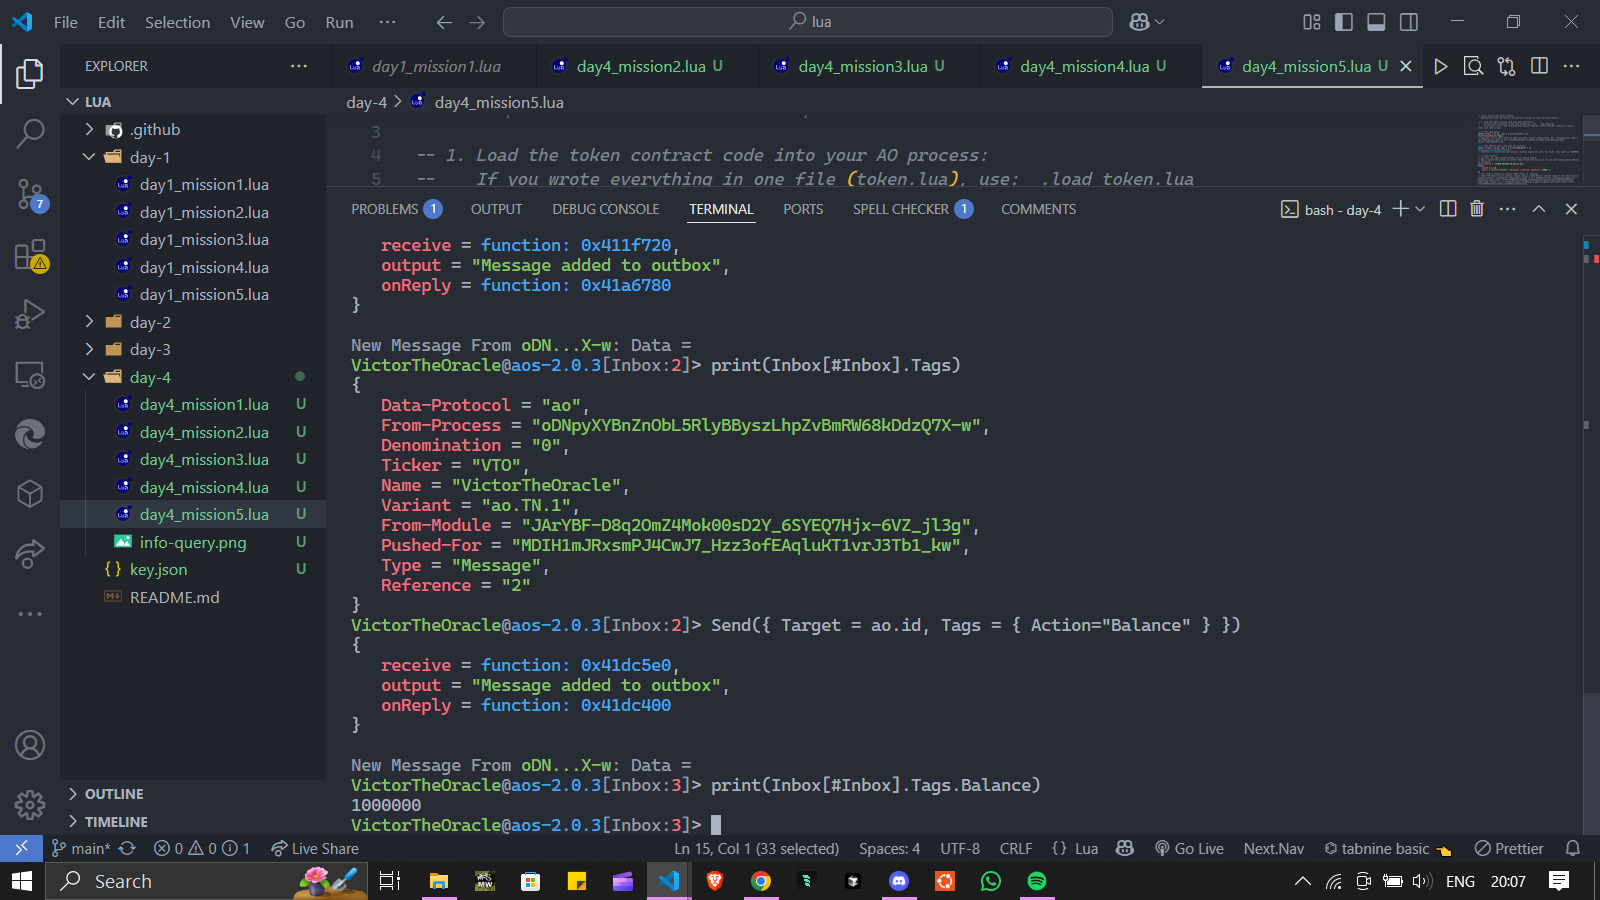 File Edit Selection View Go Run ··· lua
EXPLORER ···
day1_mission1.lua day4_mission2.lua U day4_mission3.lua U day4_mission4.lua U day4_mission5.lua U
LUA
day-4 > day4_mission5.lua
.github
day-1
day1_mission1.lua
day1_mission2.lua
day1_mission3.lua
day1_mission4.lua
day1_mission5.lua
day-2
day-3
day-4
day4_mission1.lua U
day4_mission2.lua U
day4_mission3.lua U
day4_mission4.lua U
day4_mission5.lua U
info-query.png U
key.json U
README.md
OUTLINE
TIMELINE
7
3
4 -- 1. Load the token contract code into your AO process:
5 -- If you wrote everything in one file (token.lua), use: .load token.lua
PROBLEMS 1 OUTPUT DEBUG CONSOLE TERMINAL PORTS SPELL CHECKER 1 COMMENTS bash - day-4
receive = function: 0x411f720,
output = "Message added to outbox",
onReply = function: 0x41a6780
}
New Message From oDN...X-w: Data =
VictorTheOracle@aos-2.0.3[Inbox:2]> print(Inbox[#Inbox].Tags)
{
Data-Protocol = "ao",
From-Process = "oDNpyXYBnZnObL5RlyBByszLhpZvBmRW68kDdzQ7X-w",
Denomination = "0",
Ticker = "VTO",
Name = "VictorTheOracle",
Variant = "ao.TN.1",
From-Module = "JArYBF-D8q2OmZ4Mok00sD2Y_6SYEQ7Hjx-6VZ_jl3g",
Pushed-For = "MDIH1mJRxsmPJ4CwJ7_Hzz3ofEAqluKT1vrJ3Tb1_kw",
Type = "Message",
Reference = "2"
}
VictorTheOracle@aos-2.0.3[Inbox:2]> Send({ Target = ao.id, Tags = { Action="Balance" } })
{
receive = function: 0x41dc5e0,
output = "Message added to outbox",
onReply = function: 0x41dc400
}
New Message From oDN...X-w: Data =
VictorTheOracle@aos-2.0.3[Inbox:3]> print(Inbox[#Inbox].Tags.Balance)
1000000
VictorTheOracle@aos-2.0.3[Inbox:3]>
main* 0 0 1 Live Share Ln 15, Col 1 (33 selected) Spaces: 4 UTF-8 CRLF {} Lua Go Live Next.Nav tabnine basic Prettier
Search ENG 20:07